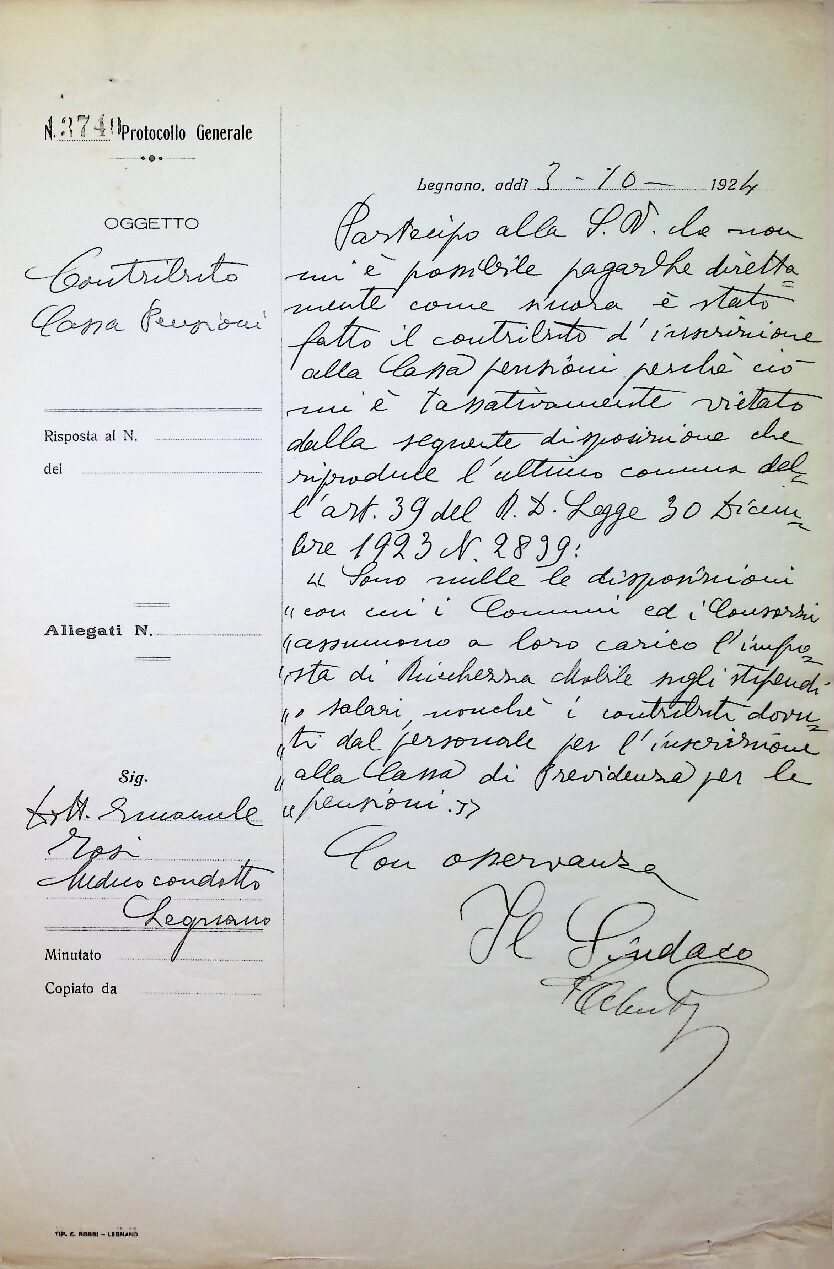 N. 13740 Protocollo Generale
Legnano, addì 3 - 10 - 1924
OGGETTO
Contributo
Cassa Pensioni
Risposta al N.
del
Allegati N.
Sig.
Dott. Emanuele
Medico condotto
Legnano
Minutato
Copiato da
Partecipo alla S. V. che non
mi è possibile pagarLhe diretta=
mente come finora è stato
fatto il contributo d'inscrizione
alla Cassa pensioni perchè ciò
mi è tassativamente vietato
dalla seguente disposizione che
riproduce l'ultimo comma del=
l'art. 39 del R. D. Legge 30 Dicem=
bre 1923 N. 2839:
"Sono nulle le disposizioni
"con cui i Comuni ed i Consorzi
"assumono a loro carico l'impo=
"sta di Ricchezza Mobile sugli stipendi
"o salari, nonchè i contributi dovu=
"ti dal personale per l'inscrizione
"alla Cassa di Previdenza per le
"pensioni."
Con osservanza
Il Sindaco
TIP. C. ROSSI - LEGNANO